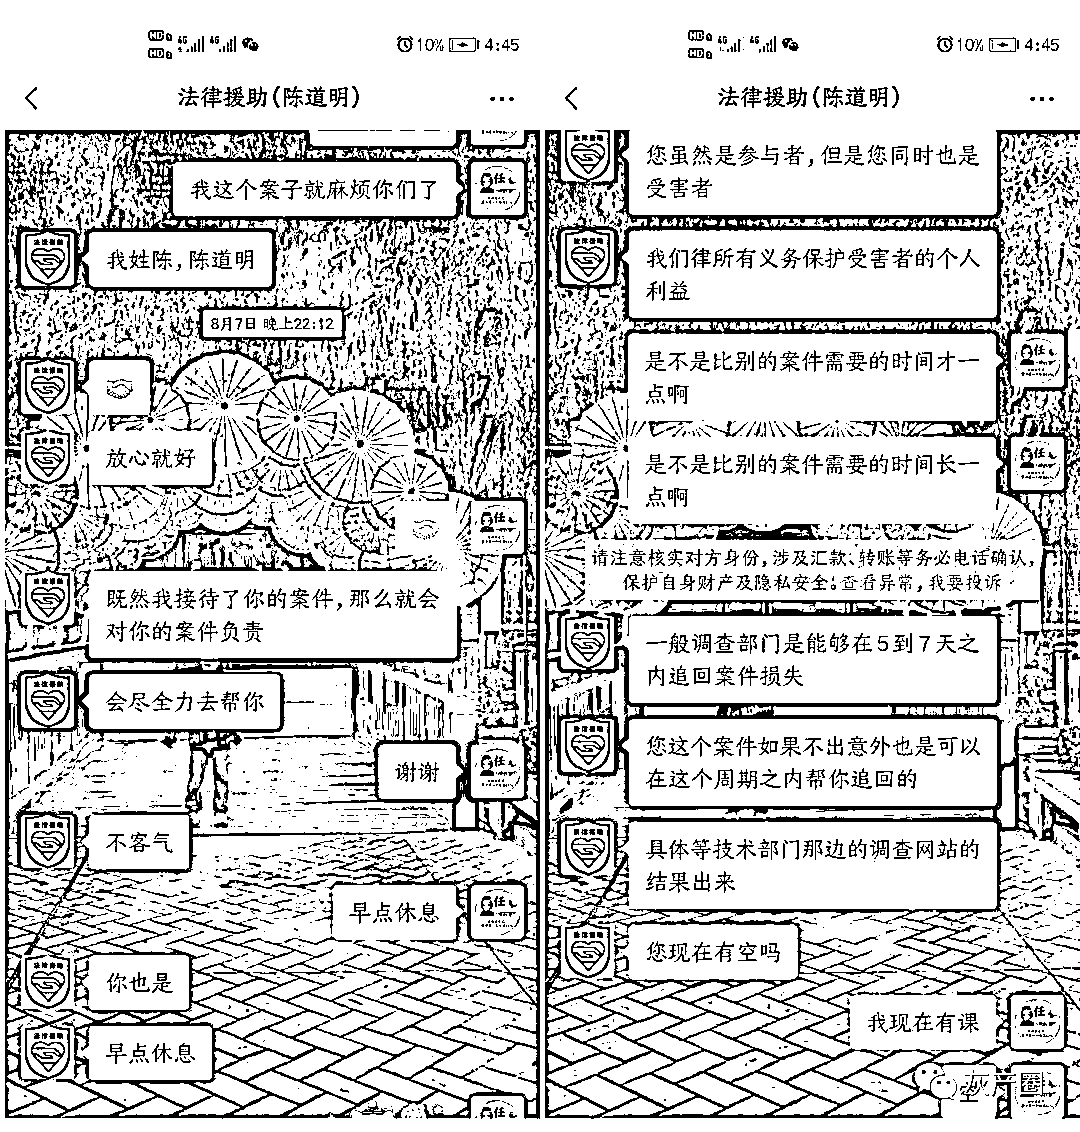 10% 4:45
法律援助(陈道明)
我这个案子就麻烦你们了
我姓陈,陈道明
8月7日 晚上22:12
放心就好
既然我接待了你的案件,那么就会
对你的案件负责
会尽全力去帮你
谢谢
不客气
早点休息
你也是
早点休息
10% 4:45
法律援助(陈道明)
您虽然是参与者,但是您同时也是
受害者
我们律所有义务保护受害者的个人
利益
是不是比别的案件需要的时间才一
点啊
是不是比别的案件需要的时间长一
点啊
请注意核实对方身份,涉及汇款、转账等务必电话确认,
保护自身财产及隐私安全。查看异常,我要投诉
一般调查部门是能够在5到7天之
内追回案件损失
您这个案件如果不出意外也是可以
在这个周期之内帮你追回的
具体等技术部门那边的调查网站的
结果出来
您现在有空吗
我现在有课
灰产圈